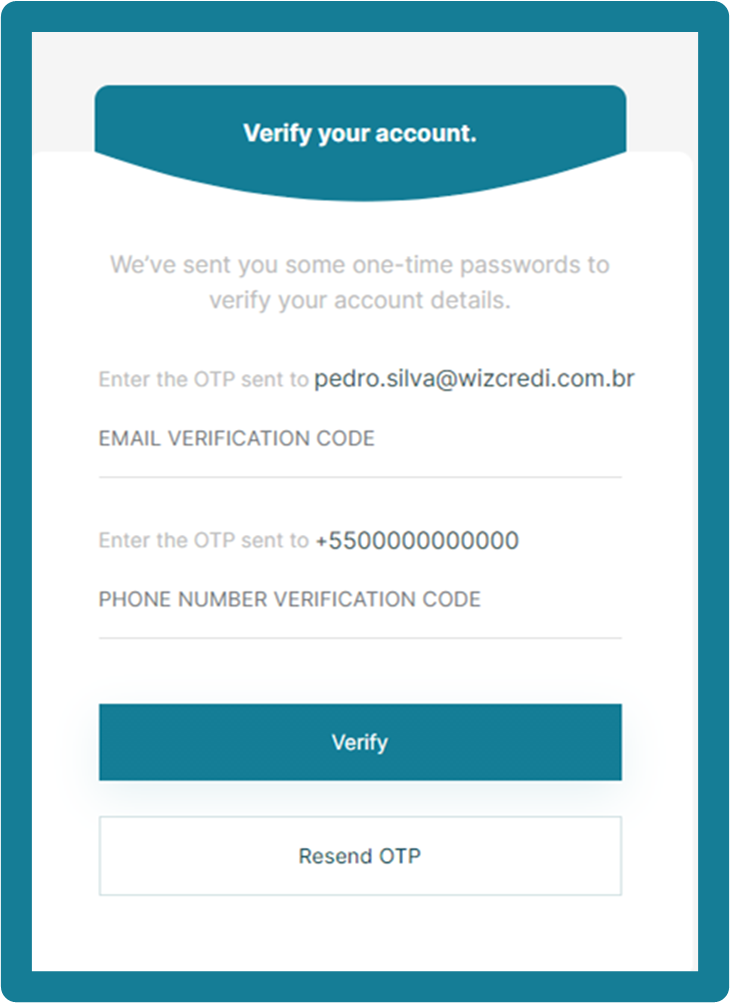 Verify your account.
We've sent you some one-time passwords to
verify your account details.
Enter the OTP sent to pedro.silva@wizcredi.com.br
EMAIL VERIFICATION CODE
Enter the OTP sent to +5500000000000
PHONE NUMBER VERIFICATION CODE
Verify
Resend OTP